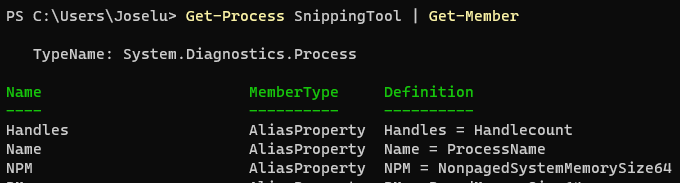 PS C:\Users\Joselu> Get-Process SnippingTool | Get-Member
TypeName: System.Diagnostics.Process
Name MemberType Definition
---- ---------- ----------
Handles AliasProperty Handles = Handlecount
Name AliasProperty Name = ProcessName
NPM AliasProperty NPM = NonpagedSystemMemorySize64